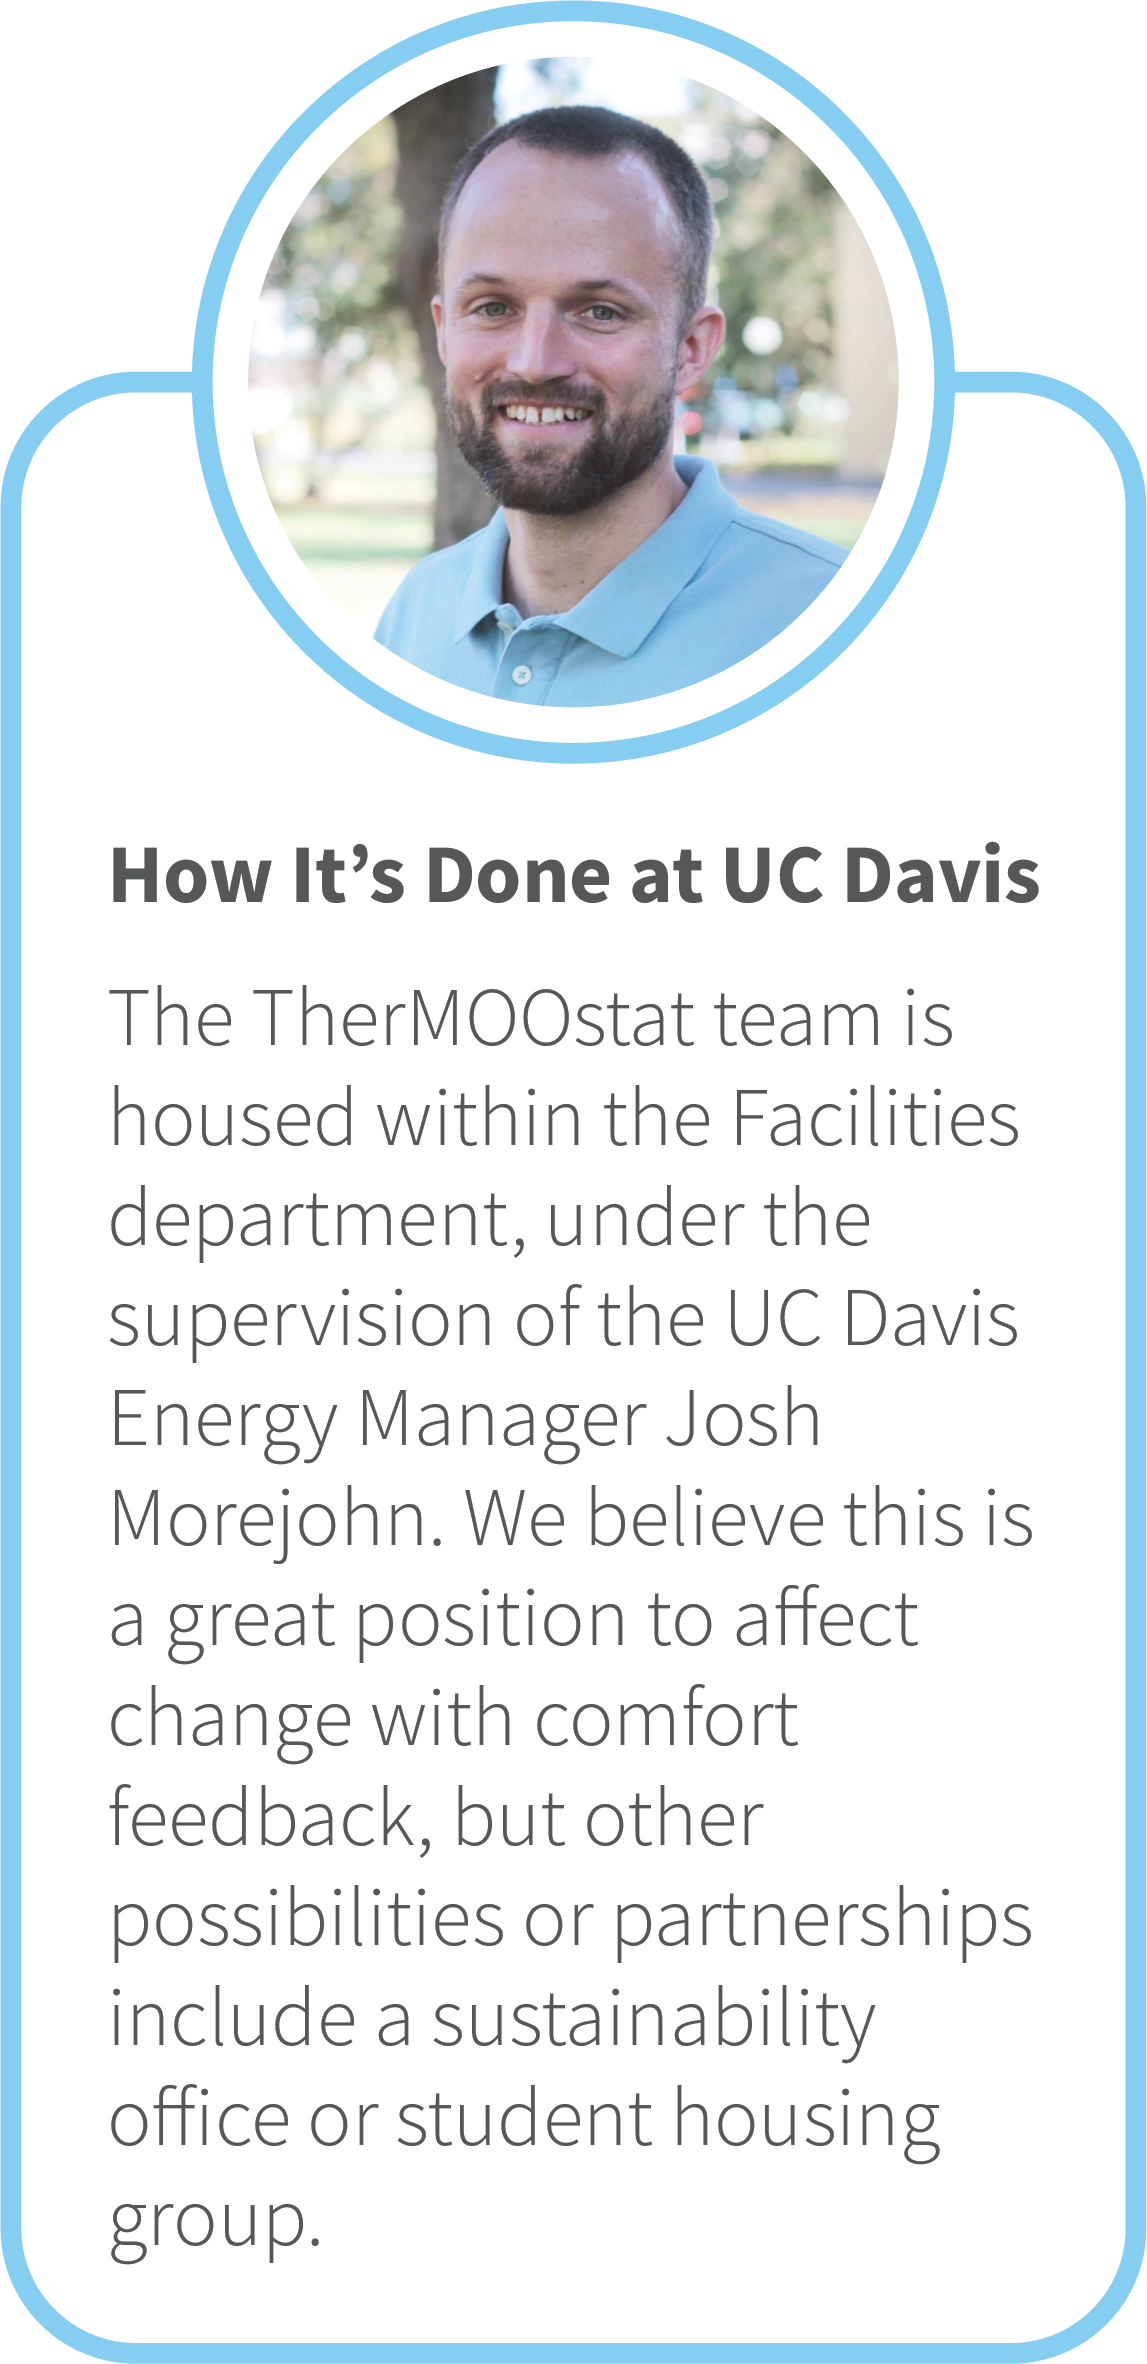 How It’s Done at UC Davis
The TherMOOstat team is
housed within the Facilities
department, under the
supervision of the UC Davis
Energy Manager Josh
Morejohn. We believe this is
a great position to affect
change with comfort
feedback, but other
possibilities or partnerships
include a sustainability
office or student housing
group.